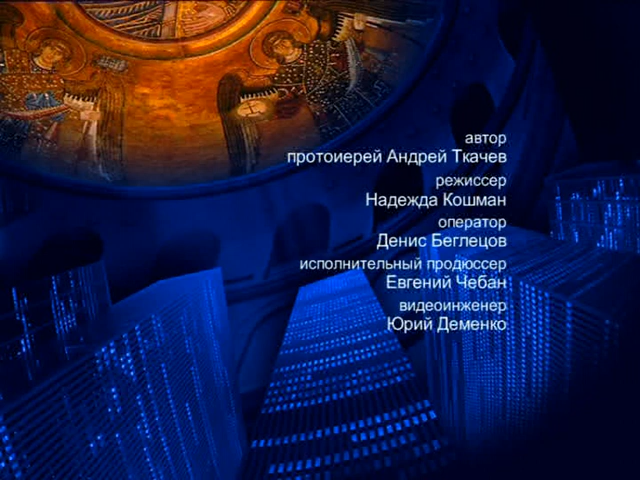 автор
протоиерей Андрей Ткачев
режиссер
Надежда Кошман
оператор
Денис Беглецов
исполнительный продюссер
Евгений Чебан
видеоинженер
Юрий Деменко